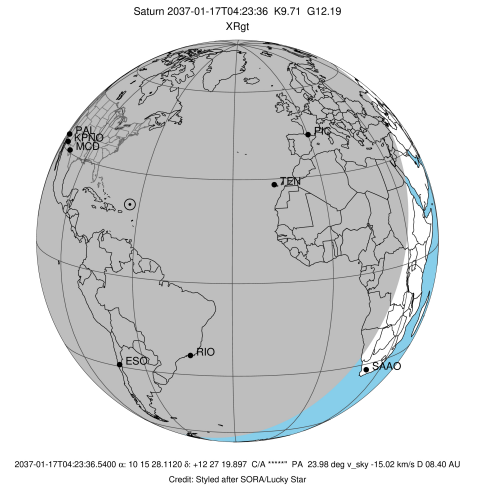 Saturn 2037-01-17T04:23:36 K9.71 G12.19
XRgt
PAL
KPNO
MCD
PIC
TEN
ESO
RIO
SAAO
2037-01-17T04:23:36.5400 α: 10 15 28.1120 δ: +12 27 19.897 C/A *****" PA 23.98 deg v_sky -15.02 km/s D 08.40 AU
Credit: Styled after SORA/Lucky Star